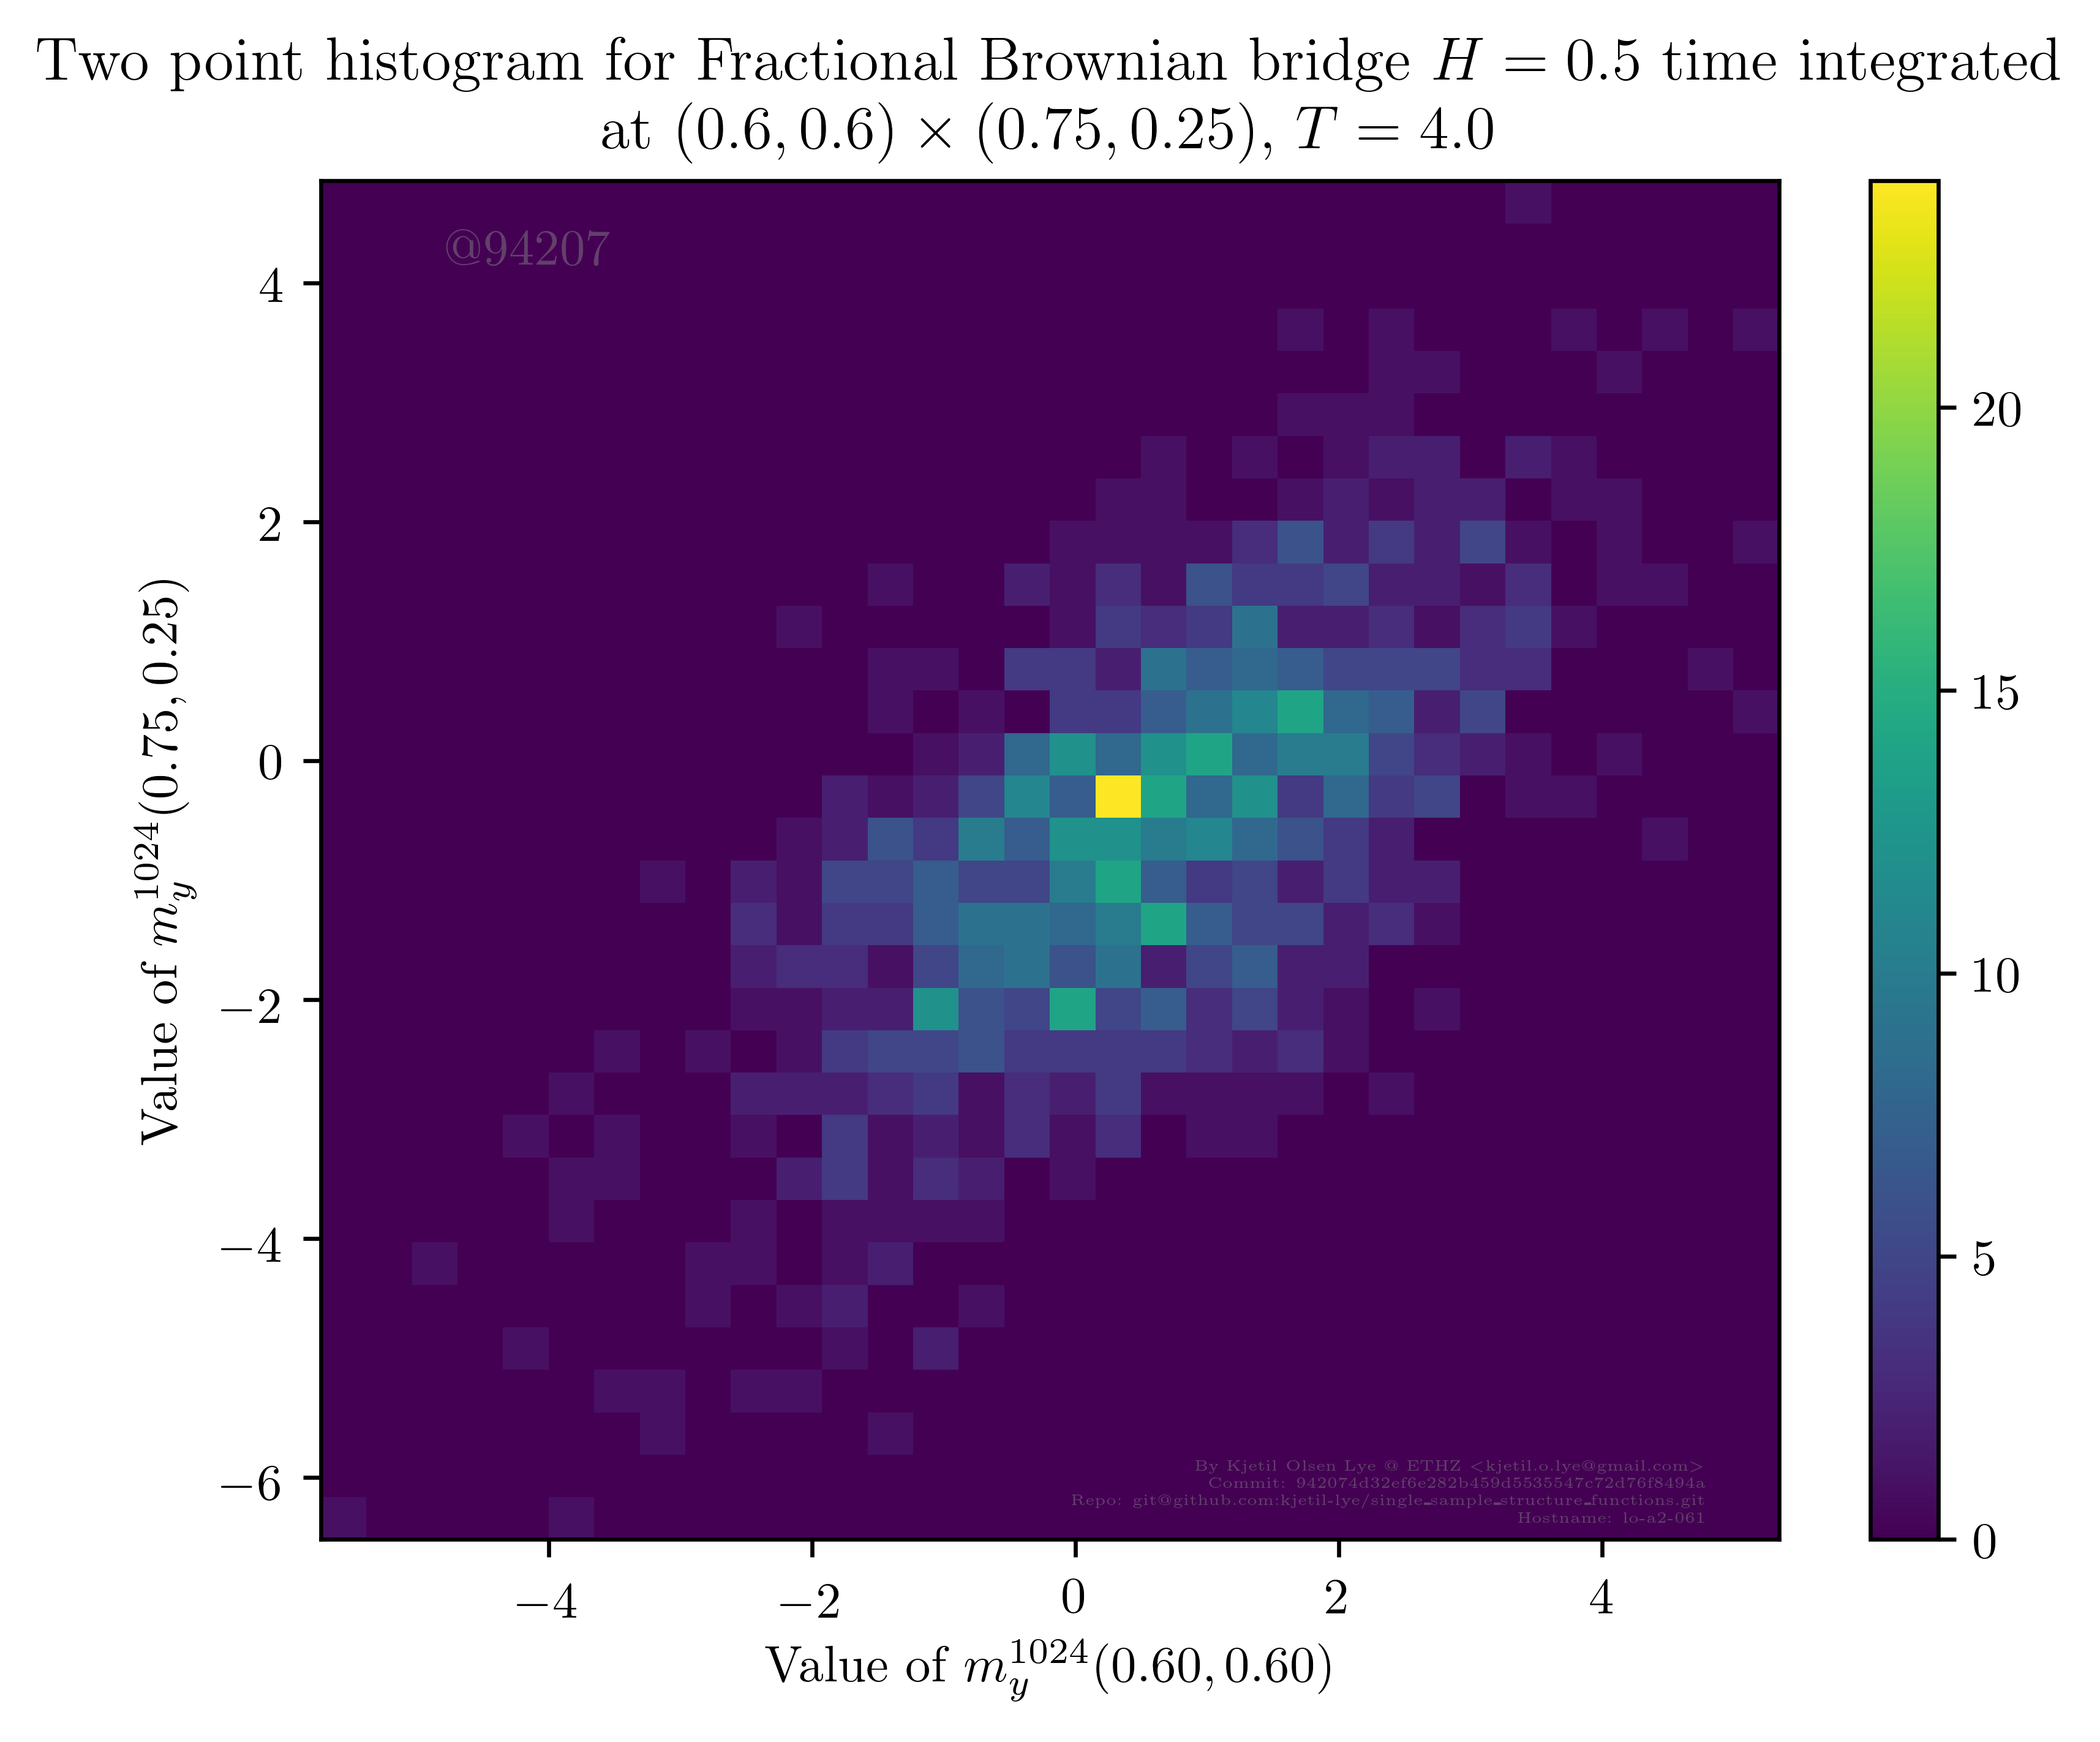 Two point histogram for Fractional Brownian bridge H = 0.5 time integrated
at (0.6, 0.6) × (0.75, 0.25), T = 4.0
@94207
4
2
0
−2
−4
−6
Value of m_y^1024(0.75, 0.25)
−4
−2
0
2
4
Value of m_y^1024(0.60, 0.60)
20
15
10
5
0
By Kjetil Olsen Lye @ ETHZ <kjetil.o.lye@gmail.com>
Commit: 942074d32ef6e282b459d5535547c72d76f8494a
Repo: git@github.com:kjetil-lye/single_sample_structure_functions.git
Hostname: lo-a2-061